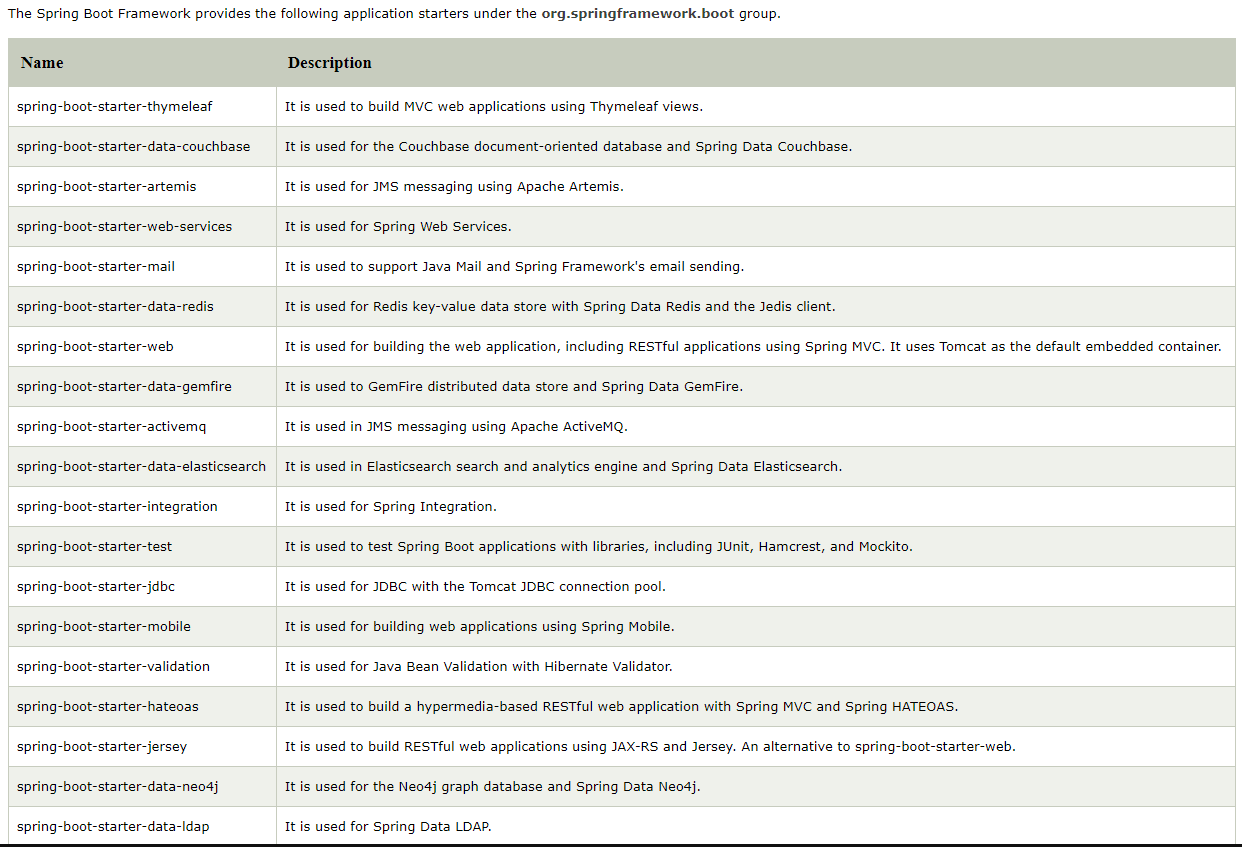 The Spring Boot Framework provides the following application starters under the org.springframework.boot group.
Name Description
spring-boot-starter-thymeleaf It is used to build MVC web applications using Thymeleaf views.
spring-boot-starter-data-couchbase It is used for the Couchbase document-oriented database and Spring Data Couchbase.
spring-boot-starter-artemis It is used for JMS messaging using Apache Artemis.
spring-boot-starter-web-services It is used for Spring Web Services.
spring-boot-starter-mail It is used to support Java Mail and Spring Framework's email sending.
spring-boot-starter-data-redis It is used for Redis key-value data store with Spring Data Redis and the Jedis client.
spring-boot-starter-web It is used for building the web application, including RESTful applications using Spring MVC. It uses Tomcat as the default embedded container.
spring-boot-starter-data-gemfire It is used to GemFire distributed data store and Spring Data GemFire.
spring-boot-starter-activemq It is used in JMS messaging using Apache ActiveMQ.
spring-boot-starter-data-elasticsearch It is used in Elasticsearch search and analytics engine and Spring Data Elasticsearch.
spring-boot-starter-integration It is used for Spring Integration.
spring-boot-starter-test It is used to test Spring Boot applications with libraries, including JUnit, Hamcrest, and Mockito.
spring-boot-starter-jdbc It is used for JDBC with the Tomcat JDBC connection pool.
spring-boot-starter-mobile It is used for building web applications using Spring Mobile.
spring-boot-starter-validation It is used for Java Bean Validation with Hibernate Validator.
spring-boot-starter-hateoas It is used to build a hypermedia-based RESTful web application with Spring MVC and Spring HATEOAS.
spring-boot-starter-jersey It is used to build RESTful web applications using JAX-RS and Jersey. An alternative to spring-boot-starter-web.
spring-boot-starter-data-neo4j It is used for the Neo4j graph database and Spring Data Neo4j.
spring-boot-starter-data-ldap It is used for Spring Data LDAP.